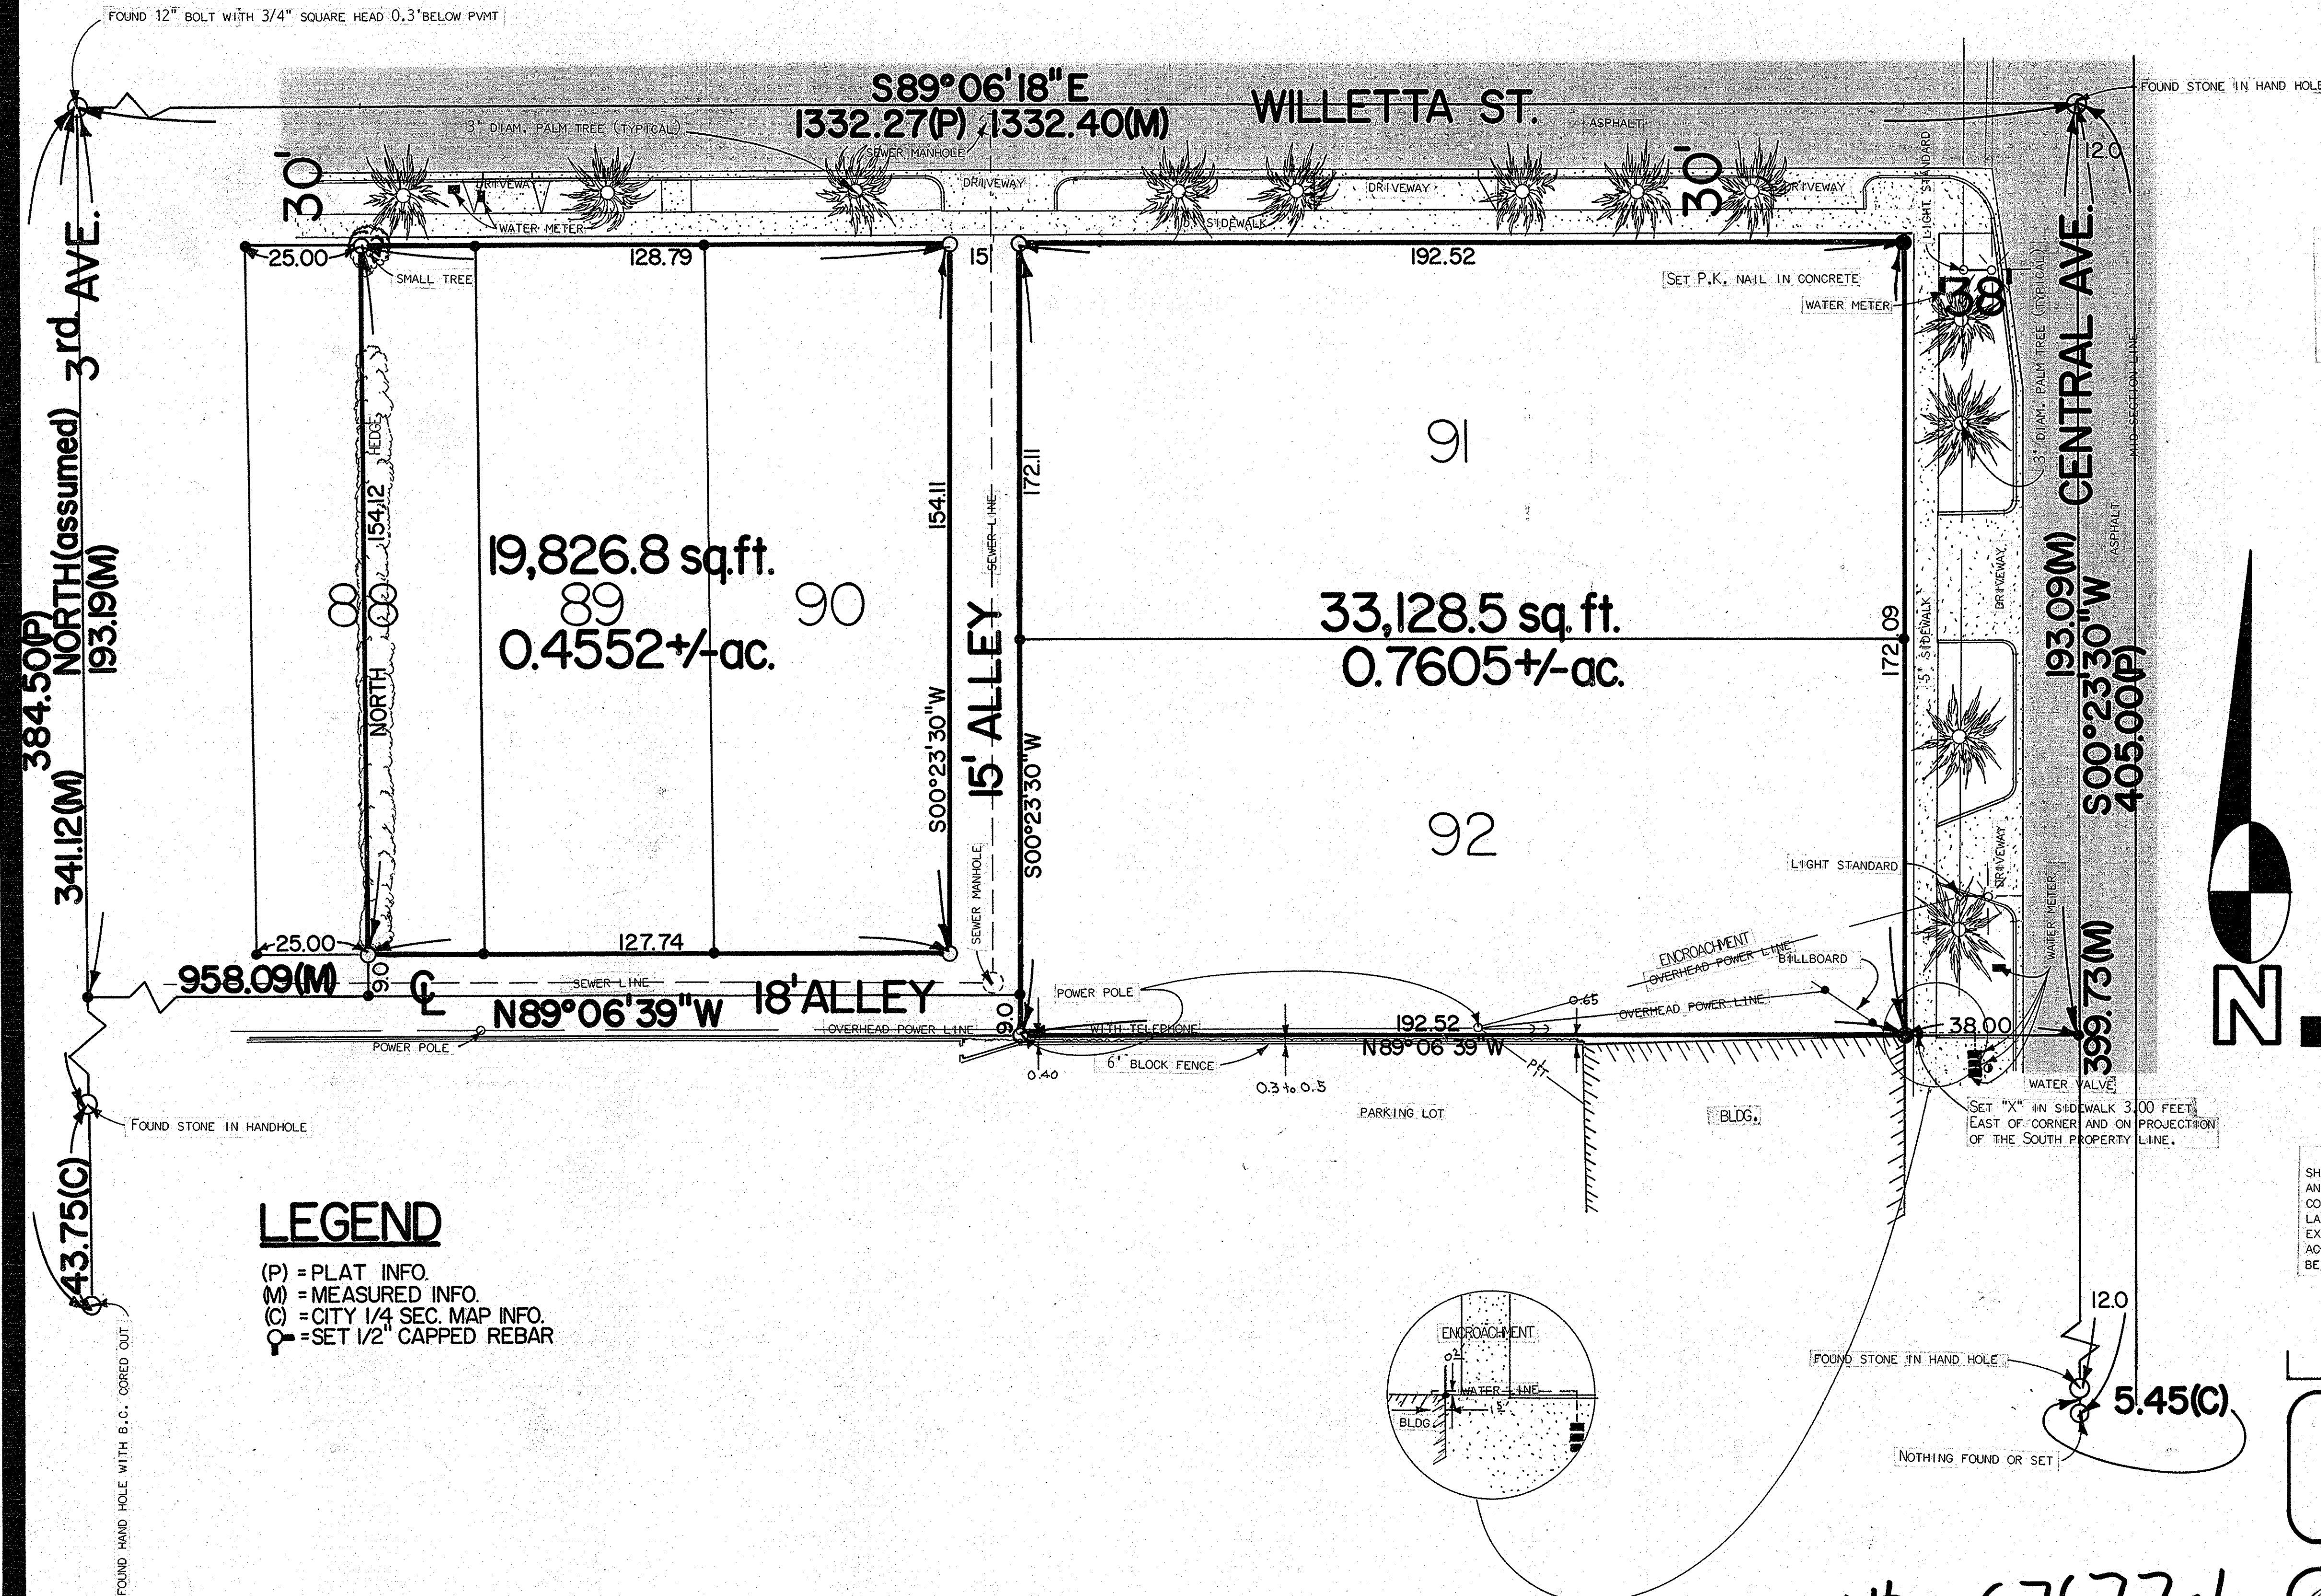 FOUND 12" BOLT WITH 3/4" SQUARE HEAD 0.3'BELOW PVMT
S89°06'18"E
1332.27(P) 1332.40(M)
WILLETTA ST.
ASPHALT
FOUND STONE IN HAND HOLE
3' DIAM. PALM TREE (TYPICAL)
SEWER MANHOLE
12.0
30'
30'
DRIVEWAY
DRIVEWAY
DRIVEWAY
DRIVEWAY
WATER METER
SIDEWALK
LIGHT STANDARD
3rd. AVE.
25.00
128.79
15
192.52
SMALL TREE
SET P.K. NAIL IN CONCRETE
WATER METER
38'
CENTRAL AVE.
3' DIAM. PALM TREE (TYPICAL)
MID-SECTION LINE
ASPHALT
384.50(P)
NORTH(assumed)
193.19(M)
341.12(M)
HEDGE
154.12
NORTH
154.11
S00°23'30"W
SEWER LINE
15' ALLEY
172.11
S00°23'30"W
91
19,826.8 sq.ft.
88
89
90
0.4552+/-ac.
33,128.5 sq. ft.
0.7605+/-ac.
172.09
5' SIDEWALK
DRIVEWAY
193.09(M)
S00°23'30"W
405.00(P)
92
LIGHT STANDARD
DRIVEWAY
WATER METER
SEWER MANHOLE
25.00
127.74
958.09(M)
9.0
CL
SEWER LINE
N89°06'39"W
18' ALLEY
POWER POLE
OVERHEAD POWER LINE
WITH TELEPHONE
9.0
POWER POLE
ENCROACHMENT
OVERHEAD POWER LINE
BILLBOARD
OVERHEAD POWER LINE
0.65
192.52
N89°06'39"W
38.00
399.73(M)
6' BLOCK FENCE
0.40
0.3 to 0.5
PARKING LOT
BLDG.
WATER VALVE
SET "X" IN SIDEWALK 3.00 FEET
EAST OF CORNER AND ON PROJECTION
OF THE SOUTH PROPERTY LINE.
N
FOUND STONE IN HANDHOLE
43.75(C)
FOUND HAND HOLE WITH B.C. CORED OUT
LEGEND
(P) = PLAT INFO.
(M) = MEASURED INFO.
(C) = CITY 1/4 SEC. MAP INFO.
= SET 1/2" CAPPED REBAR
ENCROACHMENT
WATER LINE
BLDG.
12.0
FOUND STONE IN HAND HOLE
5.45(C)
NOTHING FOUND OR SET
SH
AN
CO
LA
EX
AC
BE